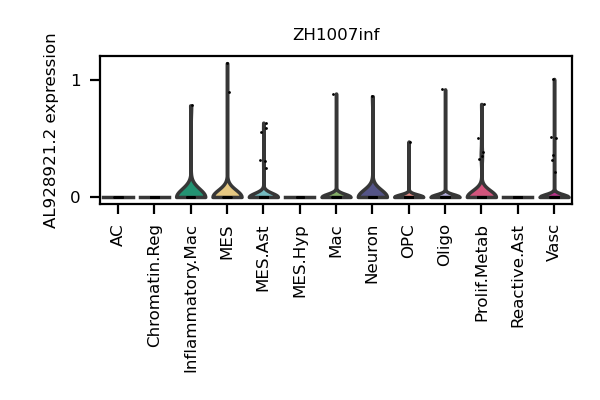 ZH1007inf
AL928921.2 expression
1
0
AC
Chromatin.Reg
Inflammatory.Mac
MES
MES.Ast
MES.Hyp
Mac
Neuron
OPC
Oligo
Prolif.Metab
Reactive.Ast
Vasc